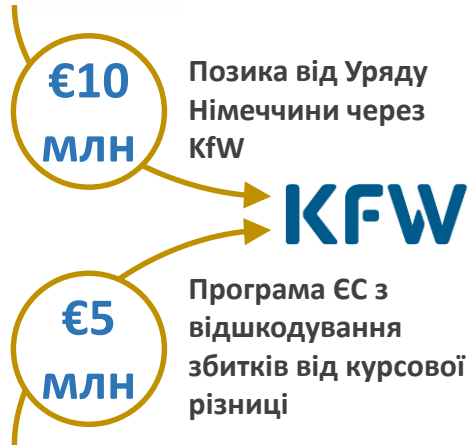 €10
млн
Позика від Уряду
Німеччини через
KfW
KFW
€5
млн
Програма ЄС з
відшкодування
збитків від курсової
різниці